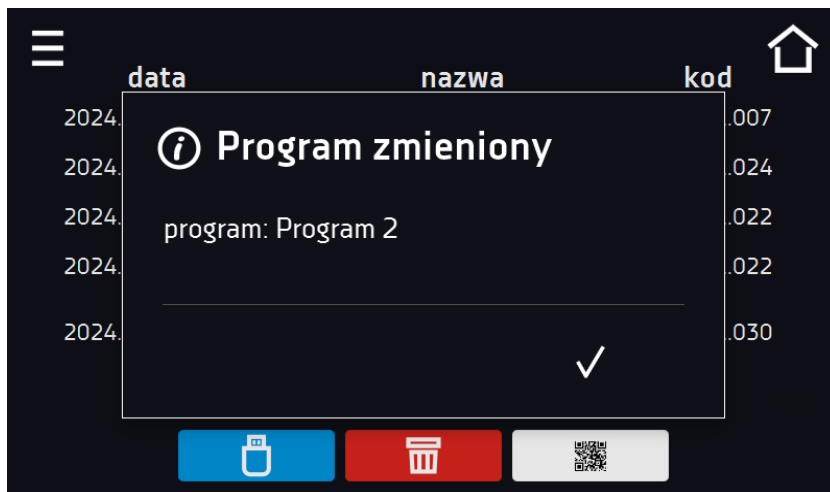 data nazwa kod
2024. .007
Program zmieniony
2024. .024
2024. .022
program: Program 2
2024. .022
2024. .030